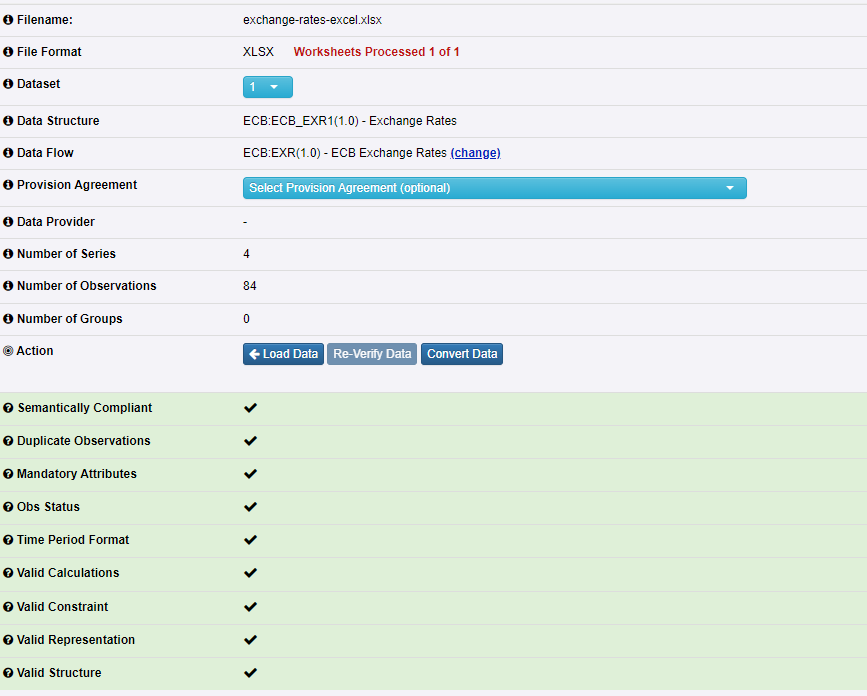 Filename: exchange-rates-excel.xlsx
File Format XLSX Worksheets Processed 1 of 1
Dataset 1
Data Structure ECB:ECB_EXR1(1.0) - Exchange Rates
Data Flow ECB:EXR(1.0) - ECB Exchange Rates (change)
Provision Agreement Select Provision Agreement (optional)
Data Provider -
Number of Series 4
Number of Observations 84
Number of Groups 0
Action Load Data Re-Verify Data Convert Data
Semantically Compliant
Duplicate Observations
Mandatory Attributes
Obs Status
Time Period Format
Valid Calculations
Valid Constraint
Valid Representation
Valid Structure